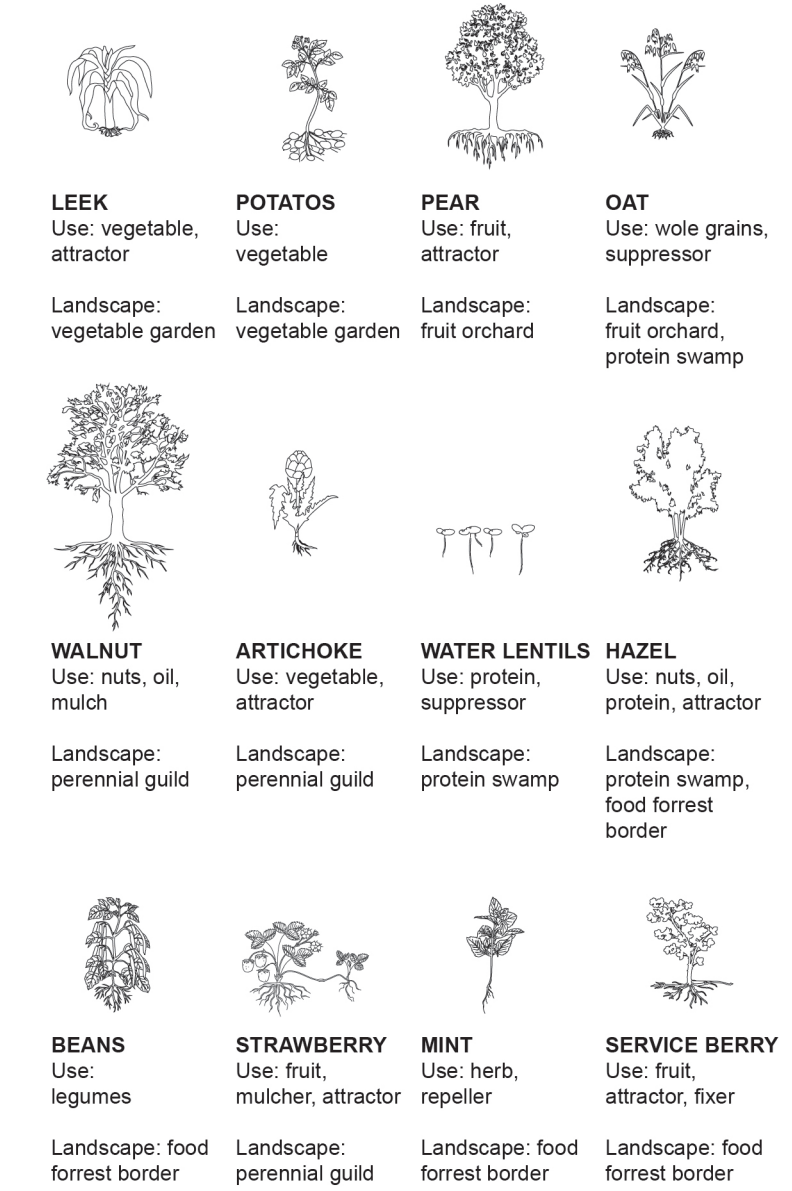 LEEK
Use: vegetable,
attractor
Landscape:
vegetable garden
POTATOS
Use:
vegetable
Landscape:
vegetable garden
PEAR
Use: fruit,
attractor
Landscape:
fruit orchard
OAT
Use: wole grains,
suppressor
Landscape:
fruit orchard,
protein swamp
WALNUT
Use: nuts, oil,
mulch
Landscape:
perennial guild
ARTICHOKE
Use: vegetable,
attractor
Landscape:
perennial guild
WATER LENTILS
Use: protein,
suppressor
Landscape:
protein swamp
HAZEL
Use: nuts, oil,
protein, attractor
Landscape:
protein swamp,
food forrest
border
BEANS
Use:
legumes
Landscape: food
forrest border
STRAWBERRY
Use: fruit,
mulcher, attractor
Landscape:
perennial guild
MINT
Use: herb,
repeller
Landscape: food
forrest border
SERVICE BERRY
Use: fruit,
attractor, fixer
Landscape: food
forrest border